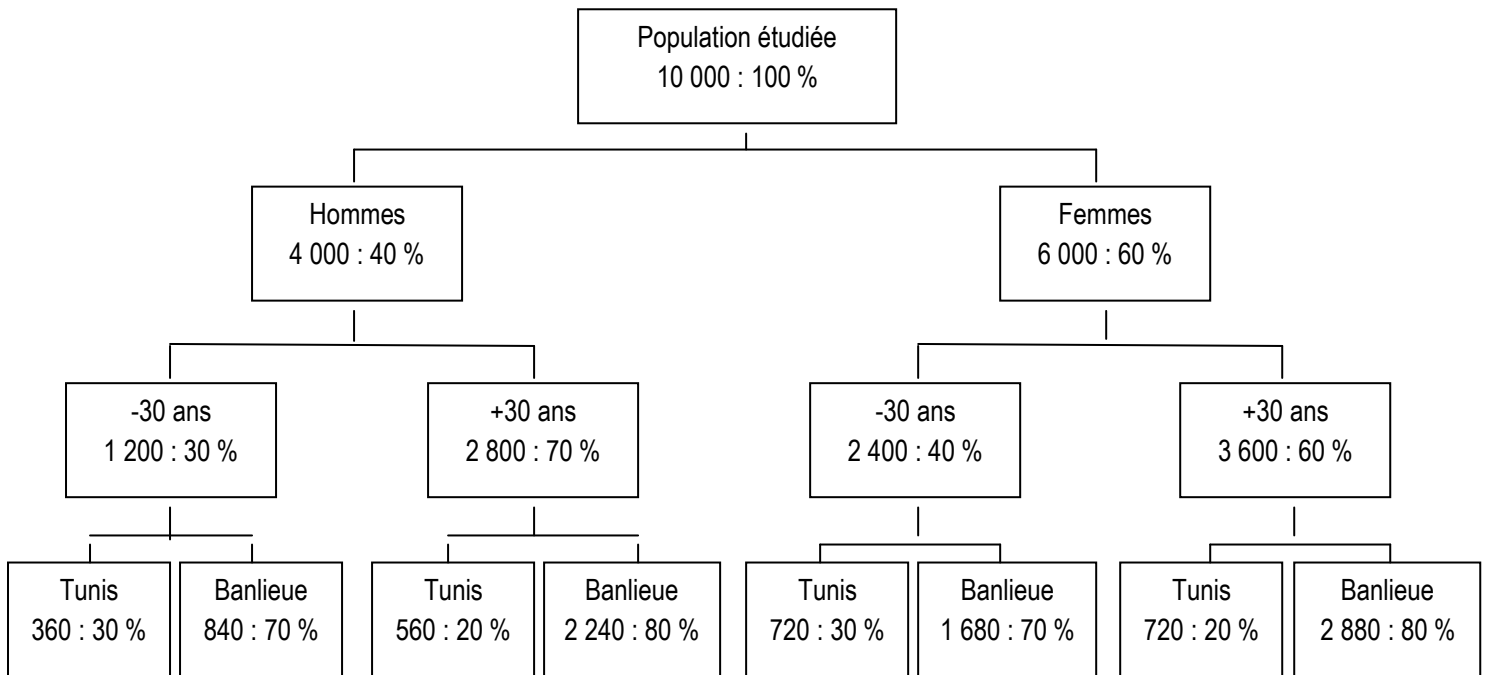 Population étudiée
10 000 : 100 %
Hommes
4 000 : 40 %
Femmes
6 000 : 60 %
-30 ans
1 200 : 30 %
+30 ans
2 800 : 70 %
-30 ans
2 400 : 40 %
+30 ans
3 600 : 60 %
Tunis
360 : 30 %
Banlieue
840 : 70 %
Tunis
560 : 20 %
Banlieue
2 240 : 80 %
Tunis
720 : 30 %
Banlieue
1 680 : 70 %
Tunis
720 : 20 %
Banlieue
2 880 : 80 %